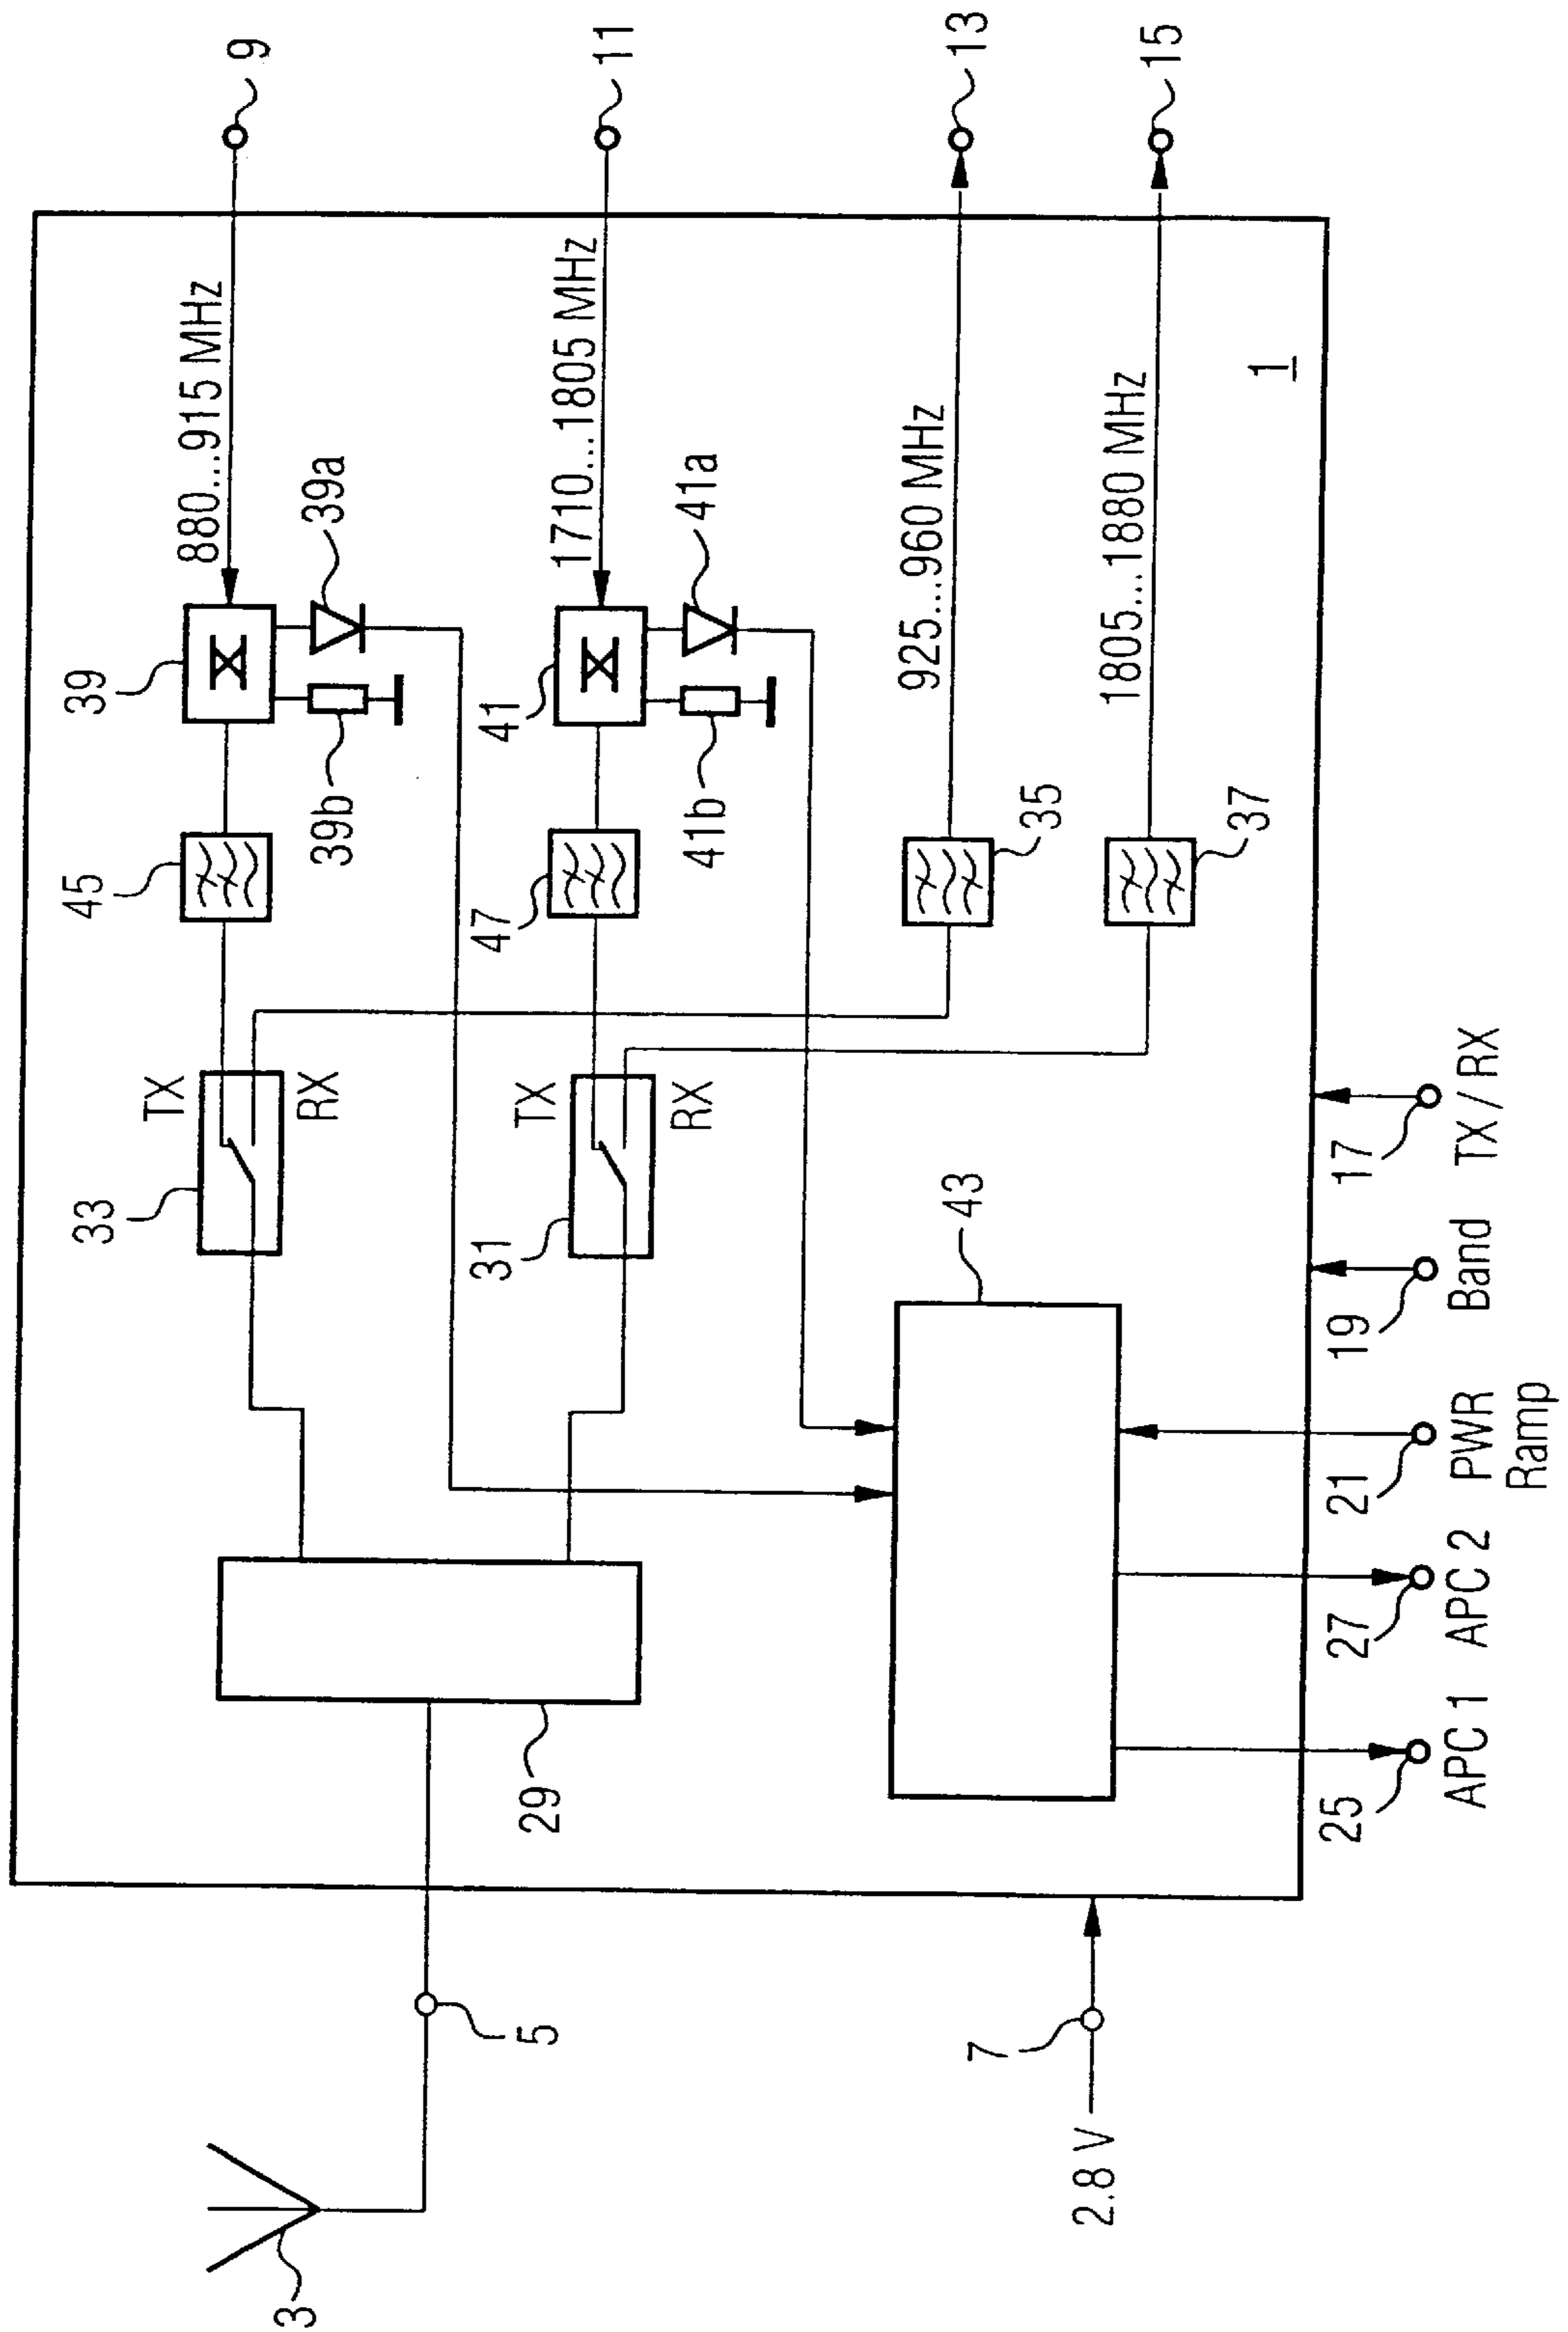 3
5
2.8 V
7
29
APC 1
25
APC 2
27
PWR
Ramp
21
Band
19
TX / RX
17
43
33
TX
RX
31
TX
RX
45
47
39
39a
39b
41
41a
41b
35
37
880...915 MHz
1710...1805 MHz
925...960 MHz
1805...1880 MHz
1
9
11
13
15